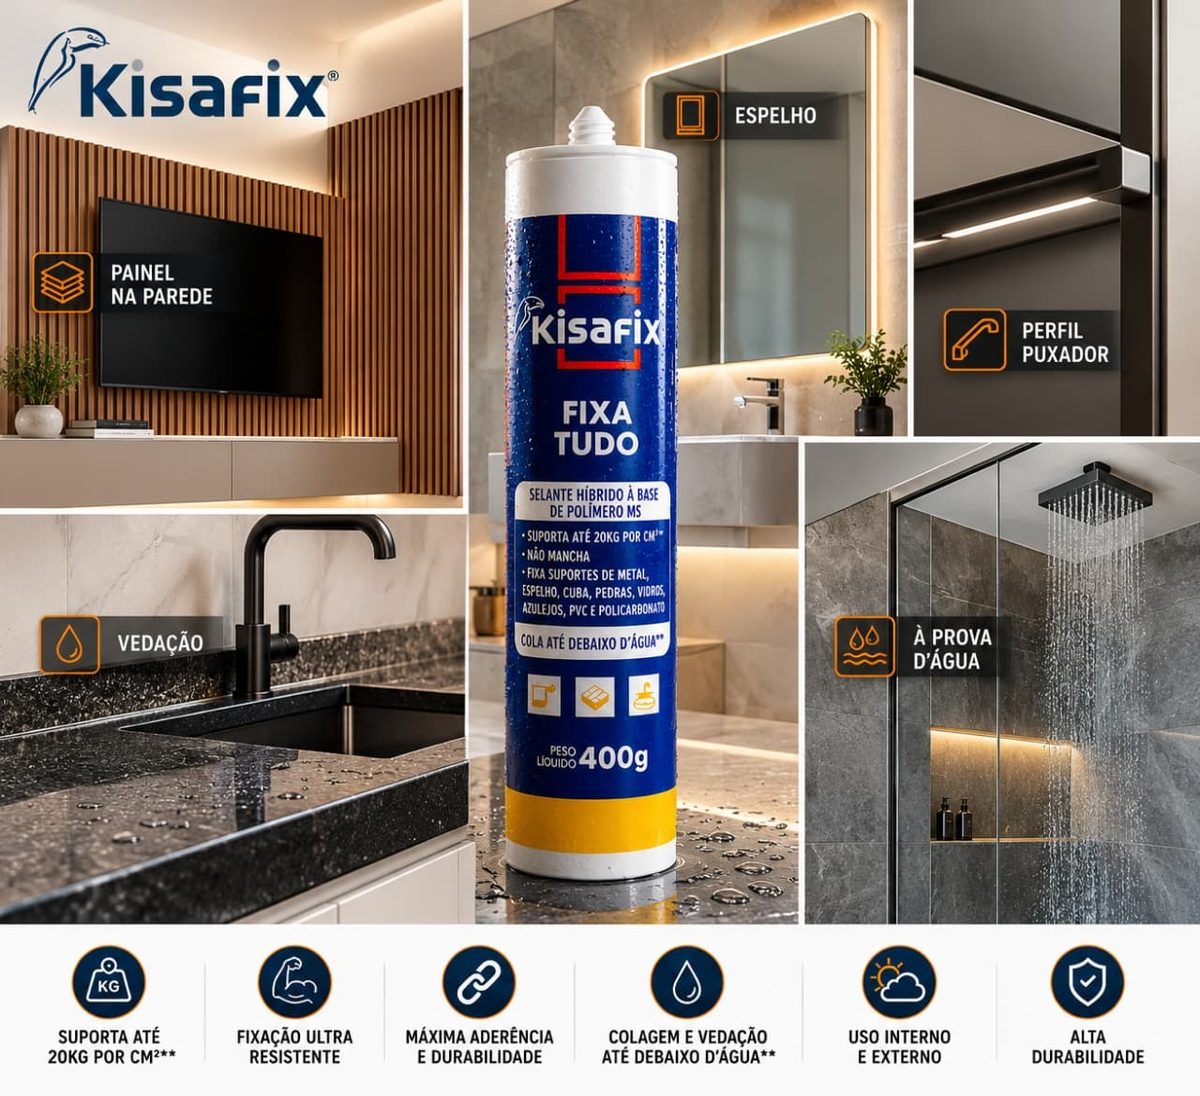 Kisafix®
PAINEL
NA PAREDE
ESPELHO
PERFIL
PUXADOR
Kisafix
FIXA
TUDO
SELANTE HÍBRIDO À BASE
DE POLÍMERO MS
• SUPORTA ATÉ 20KG POR CM²**
• NÃO MANCHA
• FIXA SUPORTES DE METAL,
ESPELHO, CUBA, PEDRAS, VIDROS,
AZULEJOS, PVC E POLICARBONATO
COLA ATÉ DEBAIXO D'ÁGUA**
PESO
LÍQUIDO 400g
VEDAÇÃO
À PROVA
D'ÁGUA
KG
SUPORTA ATÉ
20KG POR CM²**
FIXAÇÃO ULTRA
RESISTENTE
MÁXIMA ADERÊNCIA
E DURABILIDADE
COLAGEM E VEDAÇÃO
ATÉ DEBAIXO D'ÁGUA**
USO INTERNO
E EXTERNO
ALTA
DURABILIDADE